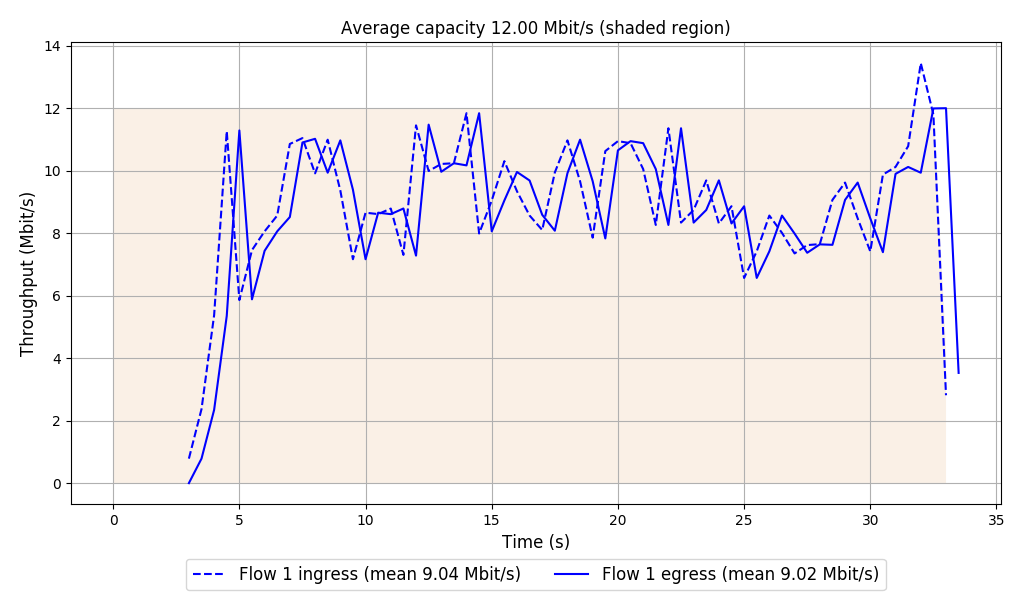 Average capacity 12.00 Mbit/s (shaded region)
Throughput (Mbit/s)
14
12
10
8
6
4
2
0
0 5 10 15 20 25 30 35
Time (s)
Flow 1 ingress (mean 9.04 Mbit/s) Flow 1 egress (mean 9.02 Mbit/s)